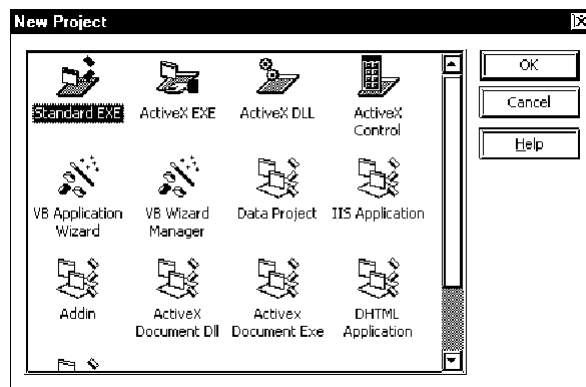 New Project
OK
Cancel
Help
Standard EXE
ActiveX EXE
ActiveX DLL
ActiveX
Control
VB Application
Wizard
VB Wizard
Manager
Data Project
IIS Application
Addin
ActiveX
Document Dll
Activex
Document Exe
DHTML
Application